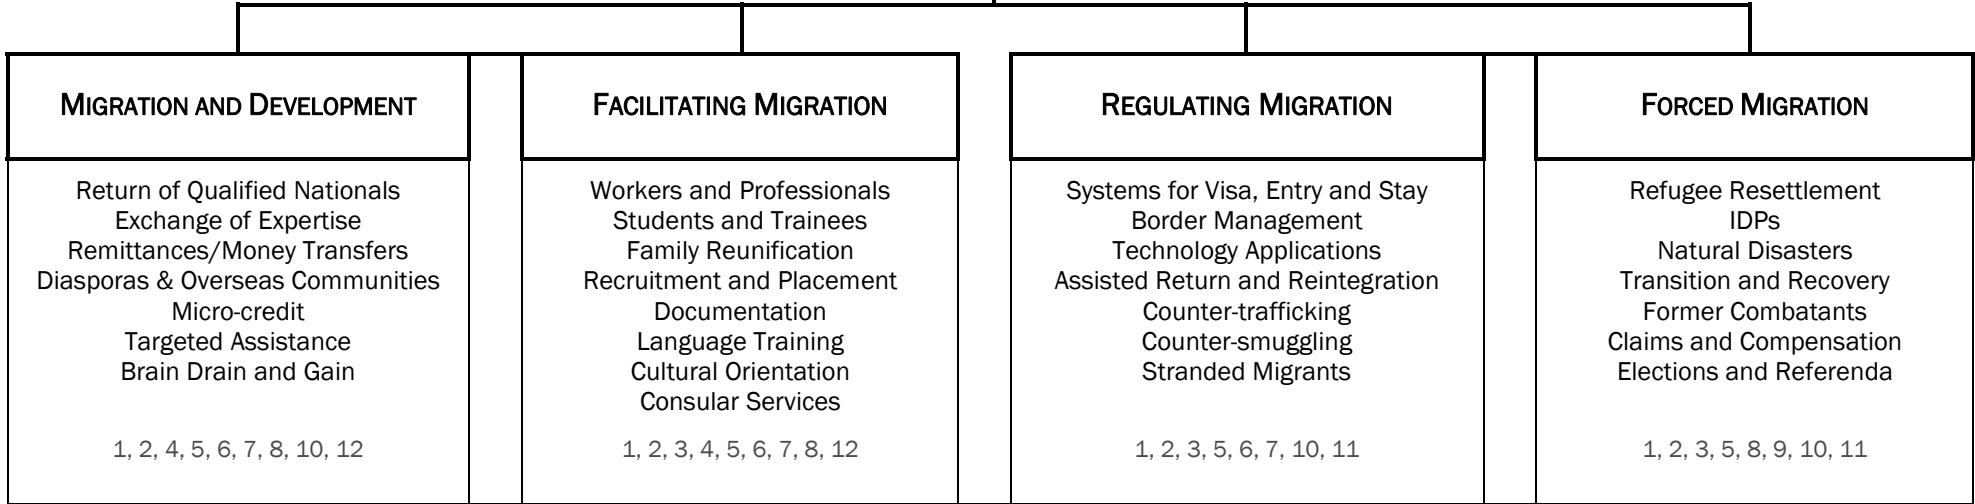 MIGRATION AND DEVELOPMENT
Return of Qualified Nationals
Exchange of Expertise
Remittances/Money Transfers
Diasporas & Overseas Communities
Micro-credit
Targeted Assistance
Brain Drain and Gain
1, 2, 4, 5, 6, 7, 8, 10, 12
FACILITATING MIGRATION
Workers and Professionals
Students and Trainees
Family Reunification
Recruitment and Placement
Documentation
Language Training
Cultural Orientation
Consular Services
1, 2, 3, 4, 5, 6, 7, 8, 12
REGULATING MIGRATION
Systems for Visa, Entry and Stay
Border Management
Technology Applications
Assisted Return and Reintegration
Counter-trafficking
Counter-smuggling
Stranded Migrants
1, 2, 3, 5, 6, 7, 10, 11
FORCED MIGRATION
Refugee Resettlement
IDPs
Natural Disasters
Transition and Recovery
Former Combatants
Claims and Compensation
Elections and Referenda
1, 2, 3, 5, 8, 9, 10, 11